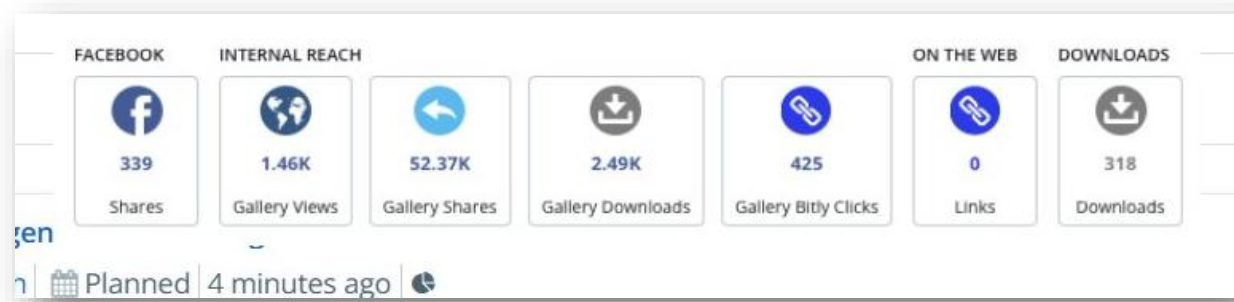 FACEBOOK INTERNAL REACH ON THE WEB DOWNLOADS
339 1.46K 52.37K 2.49K 425 0 318
Shares Gallery Views Gallery Shares Gallery Downloads Gallery Bitly Clicks Links Downloads
gen
n Planned 4 minutes ago